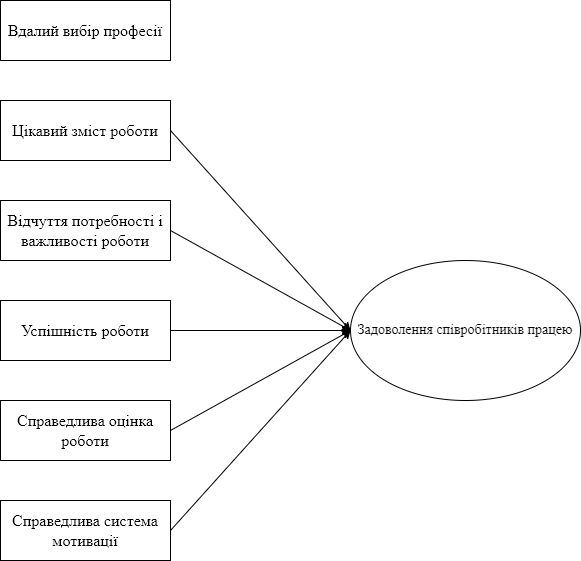 Вдалий вибір професії
Цікавий зміст роботи
Відчуття потребності і
важливості роботи
Успішність роботи
Задоволення співробітників працею
Справедлива оцінка
роботи
Справедлива система
мотивації